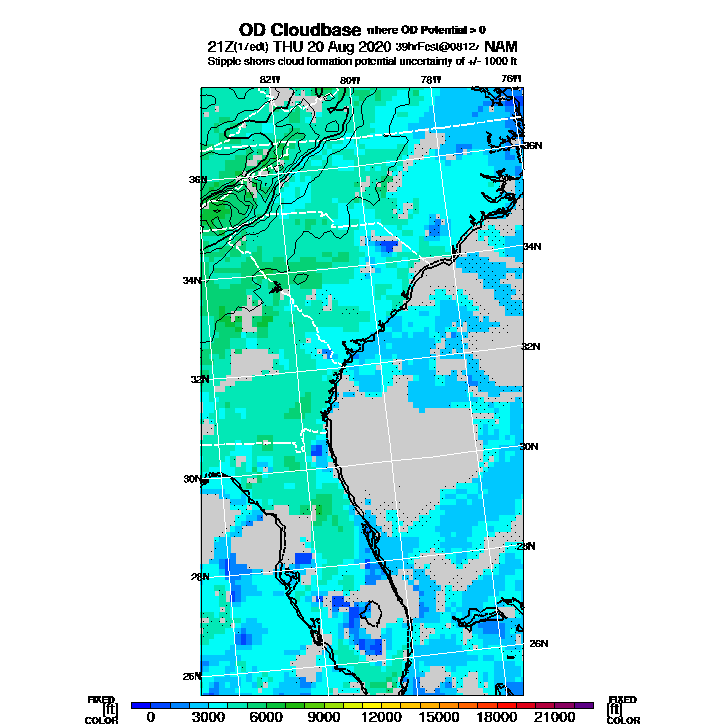 OD Cloudbase where OD Potential > 0
21Z(17edt) THU 20 Aug 2020 39hrFcst@0812z NAM
Stipple shows cloud formation potential uncertainty of +/- 1000 ft
82W 80W 78W 76W
36N 36N
34N 34N
32N 32N
30N 30N
28N 28N
26N 26N
FIXED [ft] COLOR
0 3000 6000 9000 12000 15000 18000 21000
FIXED [ft] COLOR